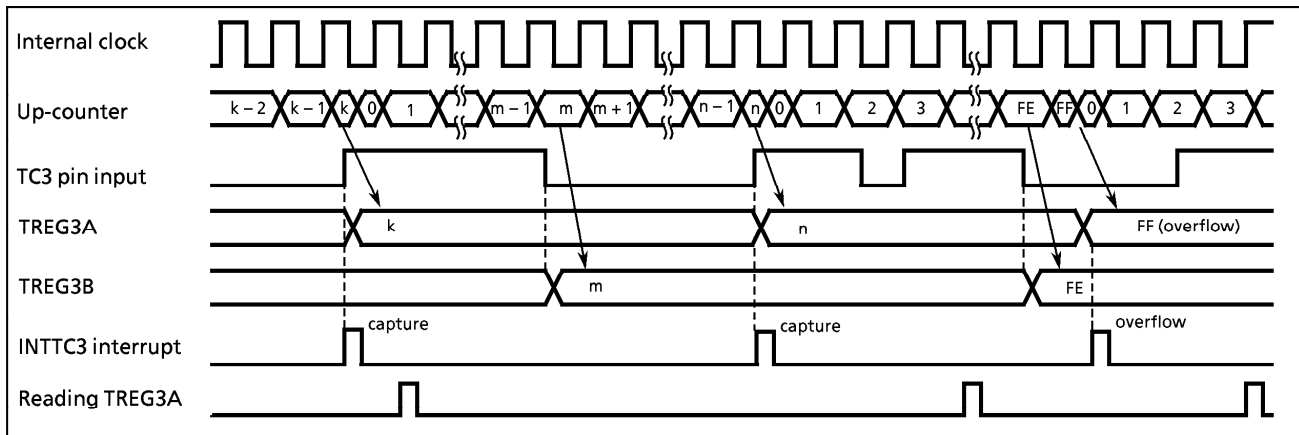 Internal clock
Up-counter k – 2 k – 1 k 0 1 m – 1 m m + 1 n – 1 n 0 1 2 3 FE FF 0 1 2 3
TC3 pin input
TREG3A k n FF (overflow)
TREG3B m FE
capture capture overflow
INTTC3 interrupt
Reading TREG3A